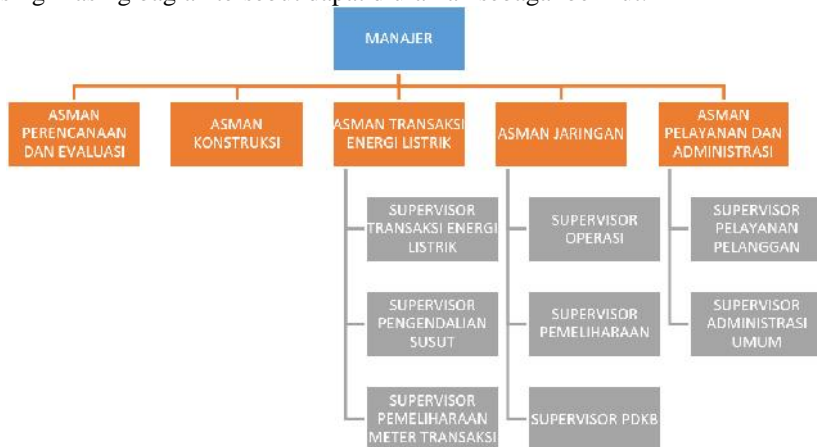 MANAJER
ASMAN
PERENCANAAN
DAN EVALUASI
ASMAN
KONSTRUKSI
ASMAN TRANSAKSI
ENERGI LISTRIK
ASMAN JARINGAN
ASMAN
PELAYANAN DAN
ADMINISTRASI
SUPERVISOR
TRANSAKSI ENERGI
LISTRIK
SUPERVISOR
PENGENDALIAN
SUSUT
SUPERVISOR
PEMELIHARAAN
METER TRANSAKSI
SUPERVISOR
OPERASI
SUPERVISOR
PEMELIHARAAN
SUPERVISOR PDKB
SUPERVISOR
PELAYANAN
PELANGGAN
SUPERVISOR
ADMINISTRASI
UMUM